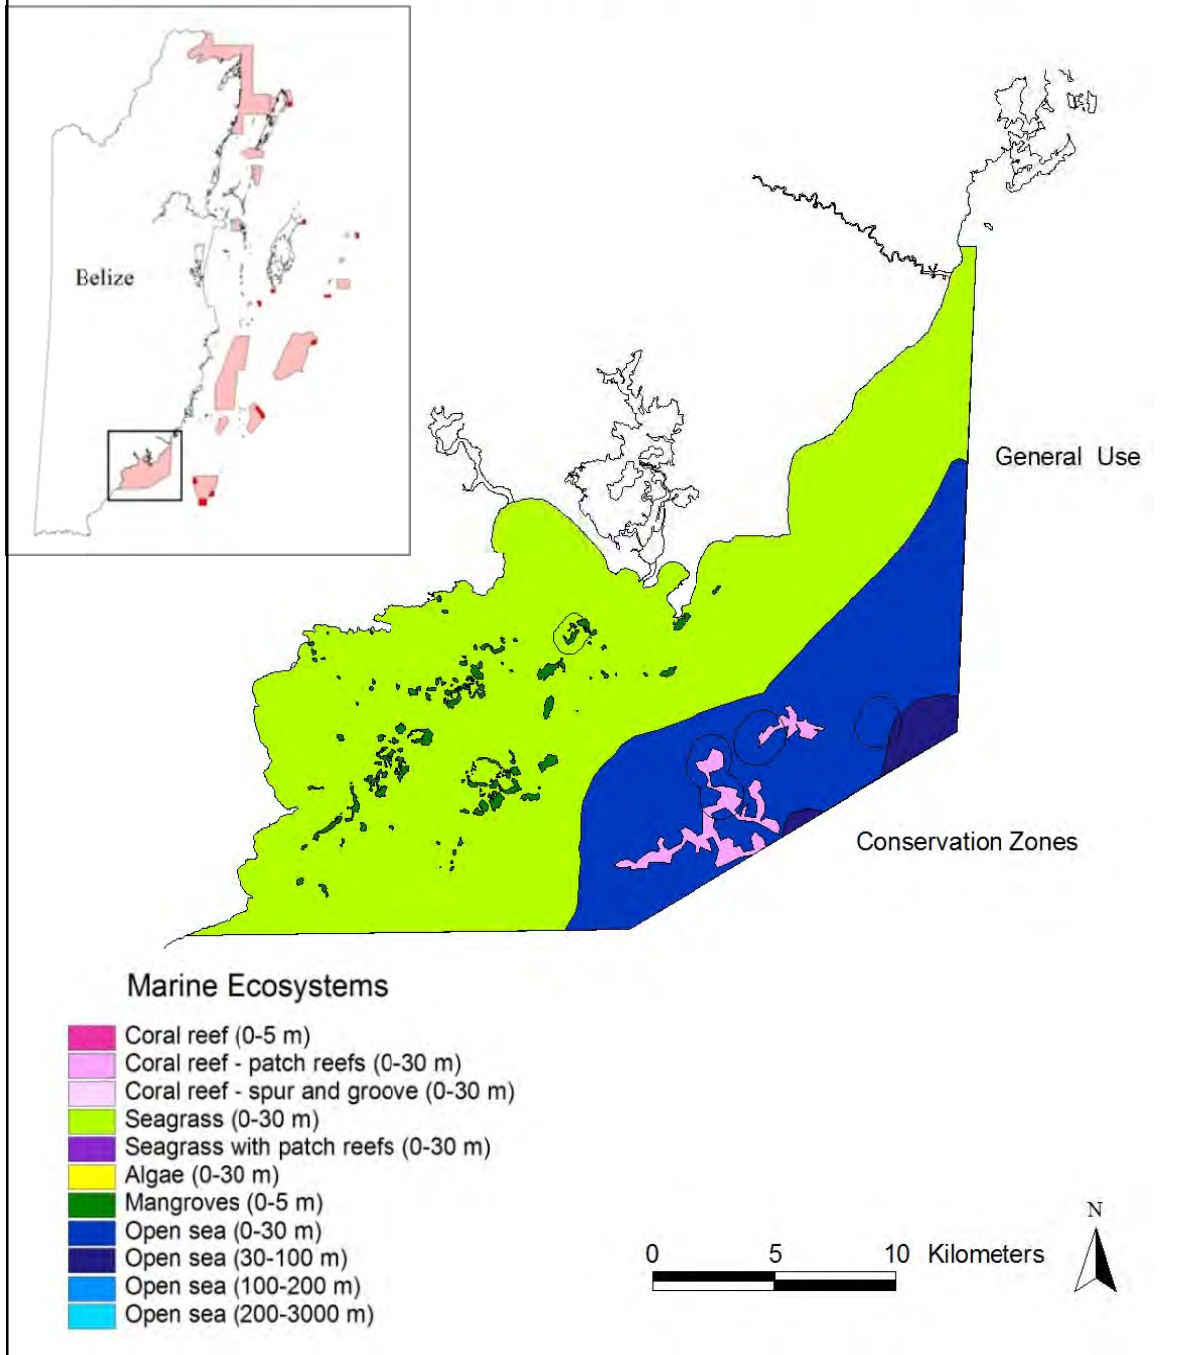 Belize
General Use
Conservation Zones
Marine Ecosystems
Coral reef (0-5 m)
Coral reef - patch reefs (0-30 m)
Coral reef - spur and groove (0-30 m)
Seagrass (0-30 m)
Seagrass with patch reefs (0-30 m)
Algae (0-30 m)
Mangroves (0-5 m)
Open sea (0-30 m)
Open sea (30-100 m)
Open sea (100-200 m)
Open sea (200-3000 m)
0 5 10 Kilometers
N